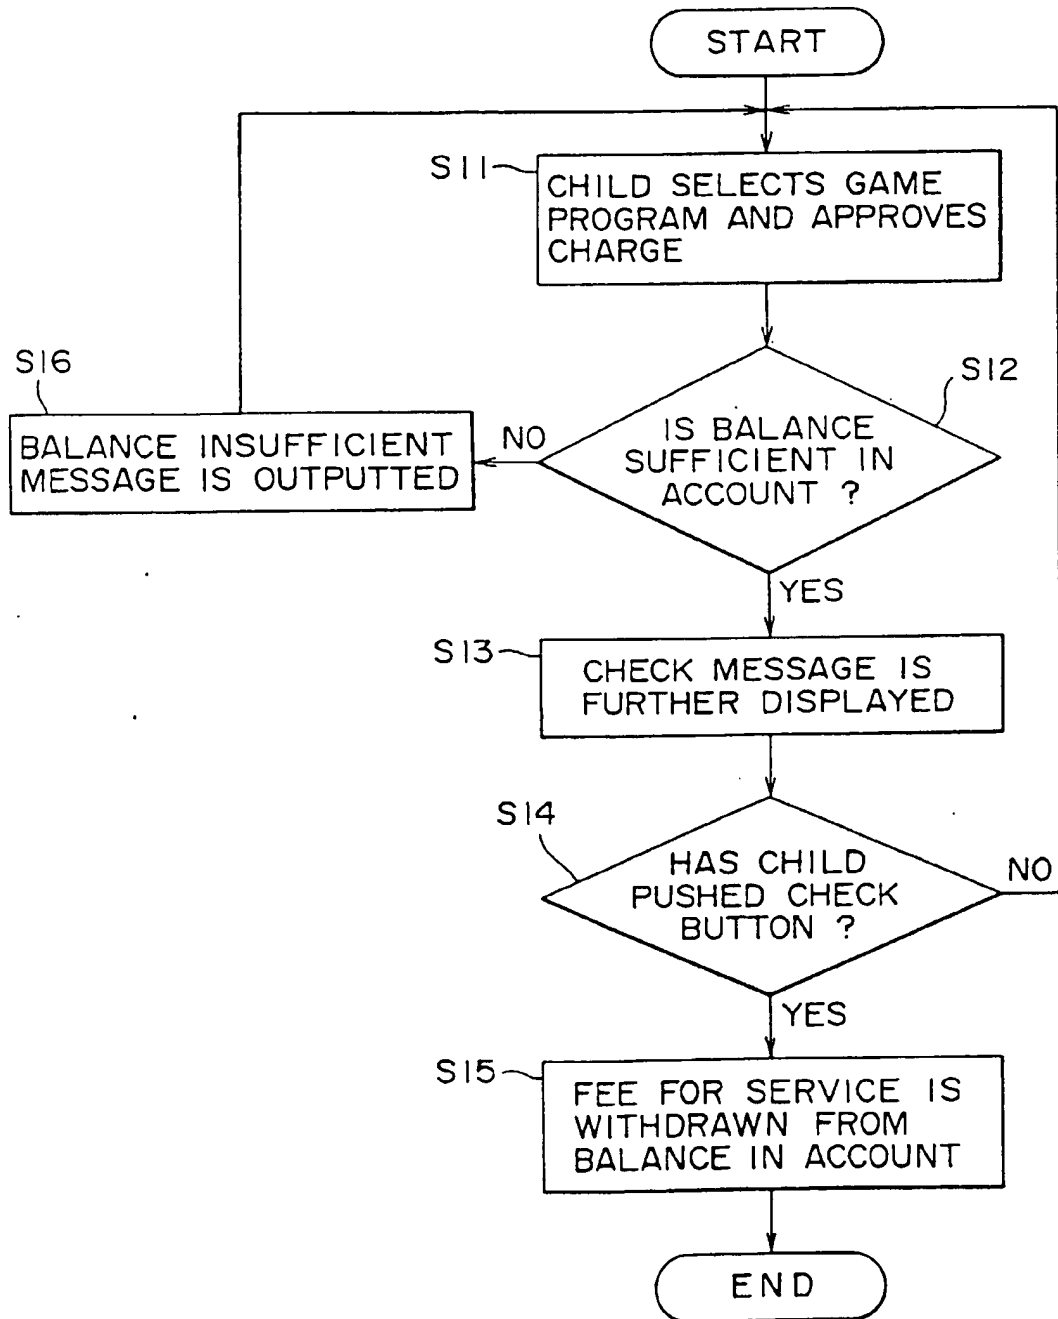 START
S11
CHILD SELECTS GAME
PROGRAM AND APPROVES
CHARGE
S12
IS BALANCE
SUFFICIENT IN
ACCOUNT ?
NO
S16
BALANCE INSUFFICIENT
MESSAGE IS OUTPUTTED
YES
S13
CHECK MESSAGE IS
FURTHER DISPLAYED
S14
HAS CHILD
PUSHED CHECK
BUTTON ?
NO
YES
S15
FEE FOR SERVICE IS
WITHDRAWN FROM
BALANCE IN ACCOUNT
END